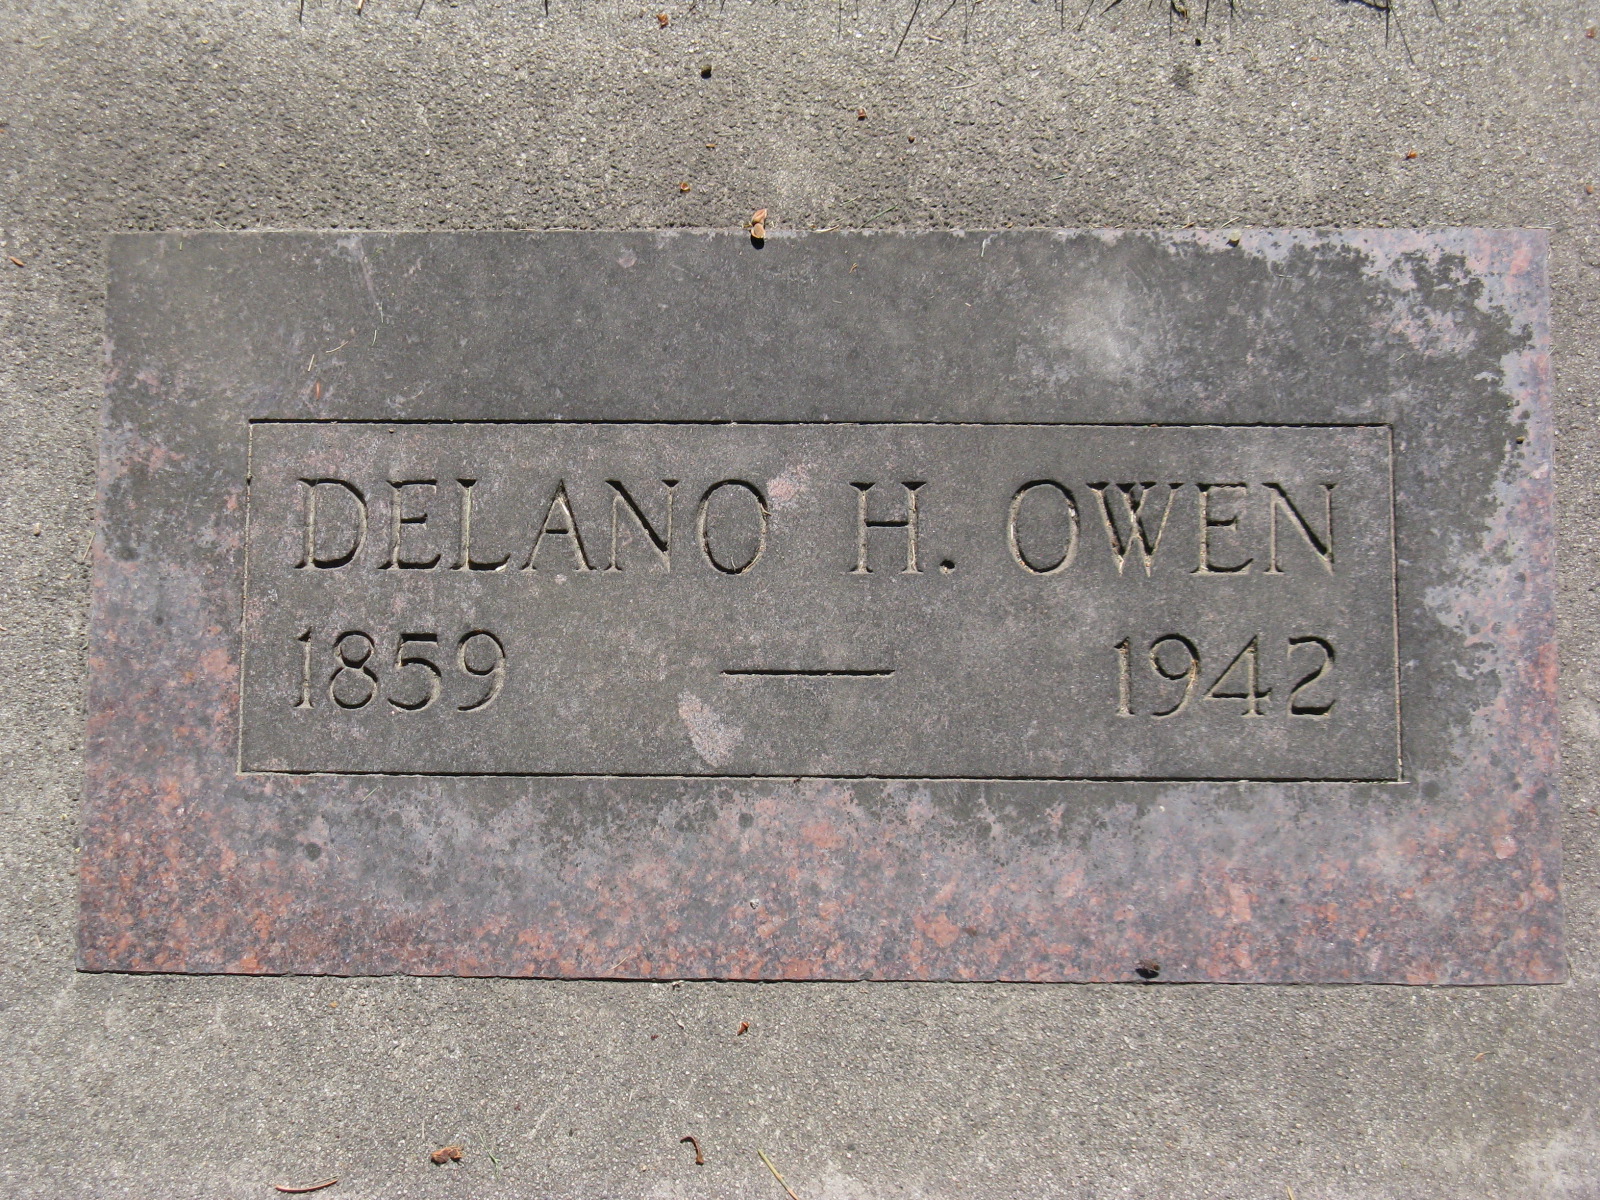 DELANO H. OWEN
1859 — 1942